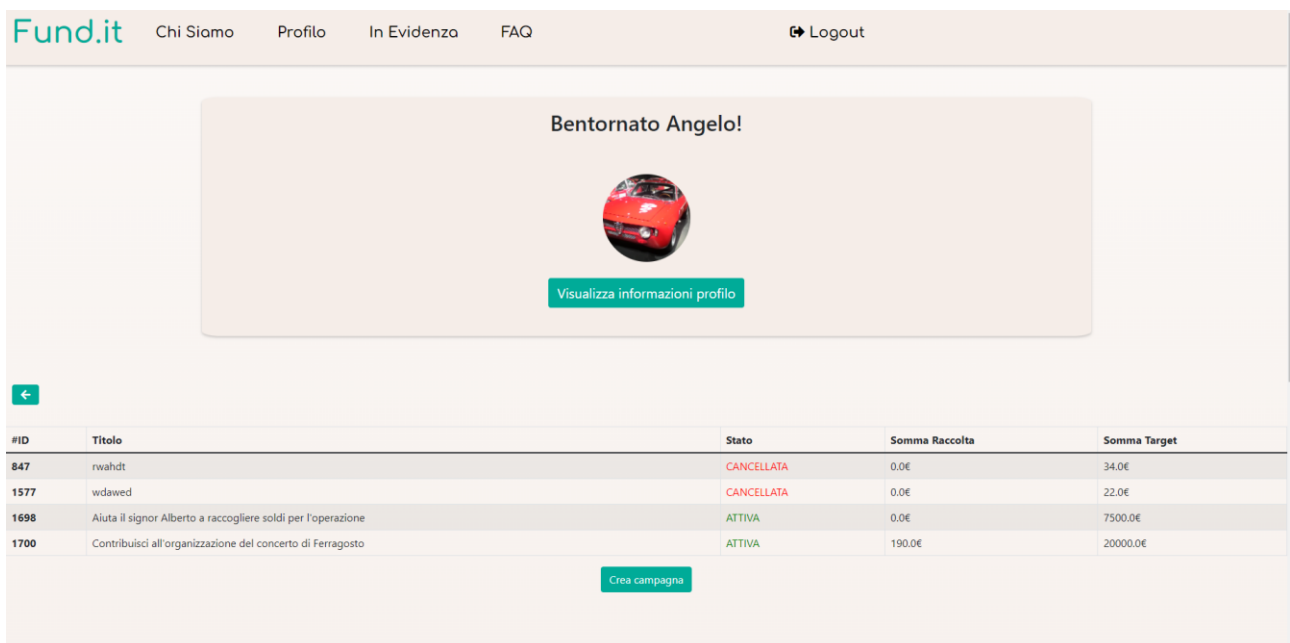 Fund.it Chi Siamo Profilo In Evidenza FAQ Logout
Bentornato Angelo!
Visualizza informazioni profilo
#ID Titolo Stato Somma Raccolta Somma Target
847 rwahdt CANCELLATA 0.0€ 34.0€
1577 wdawed CANCELLATA 0.0€ 22.0€
1698 Aiuta il signor Alberto a raccogliere soldi per l'operazione ATTIVA 0.0€ 7500.0€
1700 Contribuisci all'organizzazione del concerto di Ferragosto ATTIVA 190.0€ 20000.0€
Crea campagna